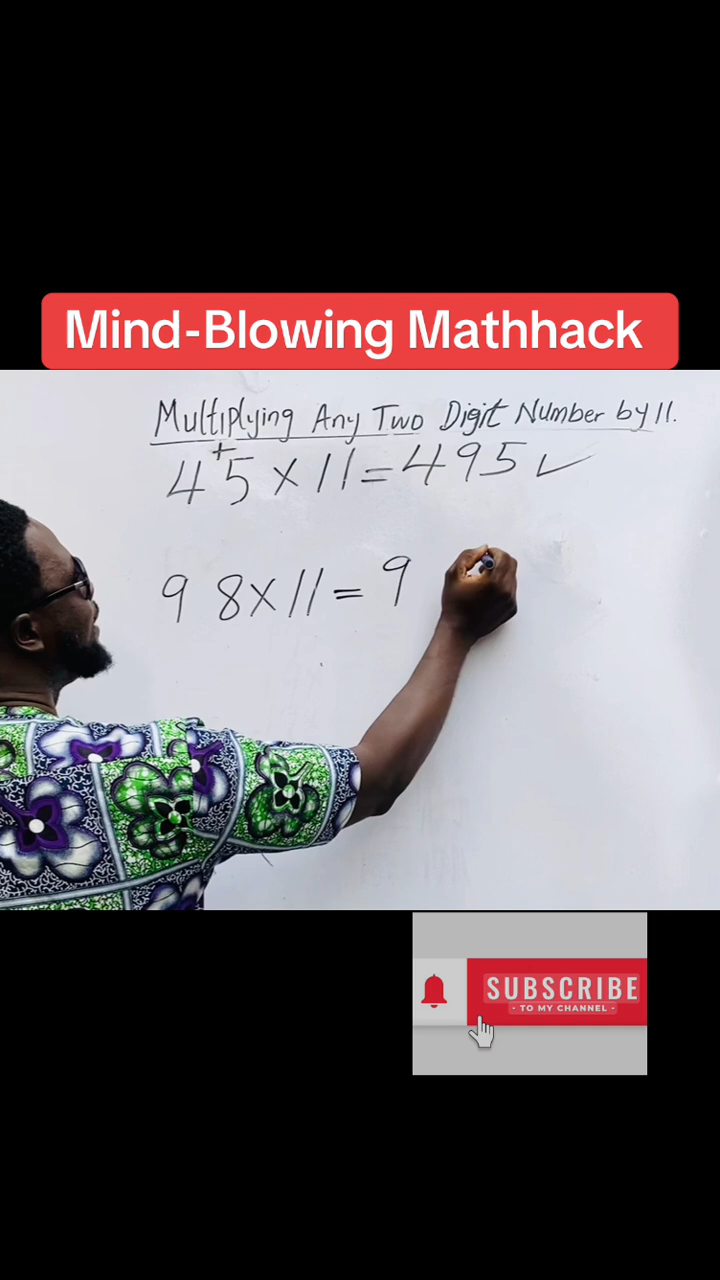 Mind-Blowing Mathhack
Multiplying Any Two Digit Number by 11.
4+5 x 11 = 495 ✓
9 8 x 11 = 9
SUBSCRIBE
- TO MY CHANNEL -